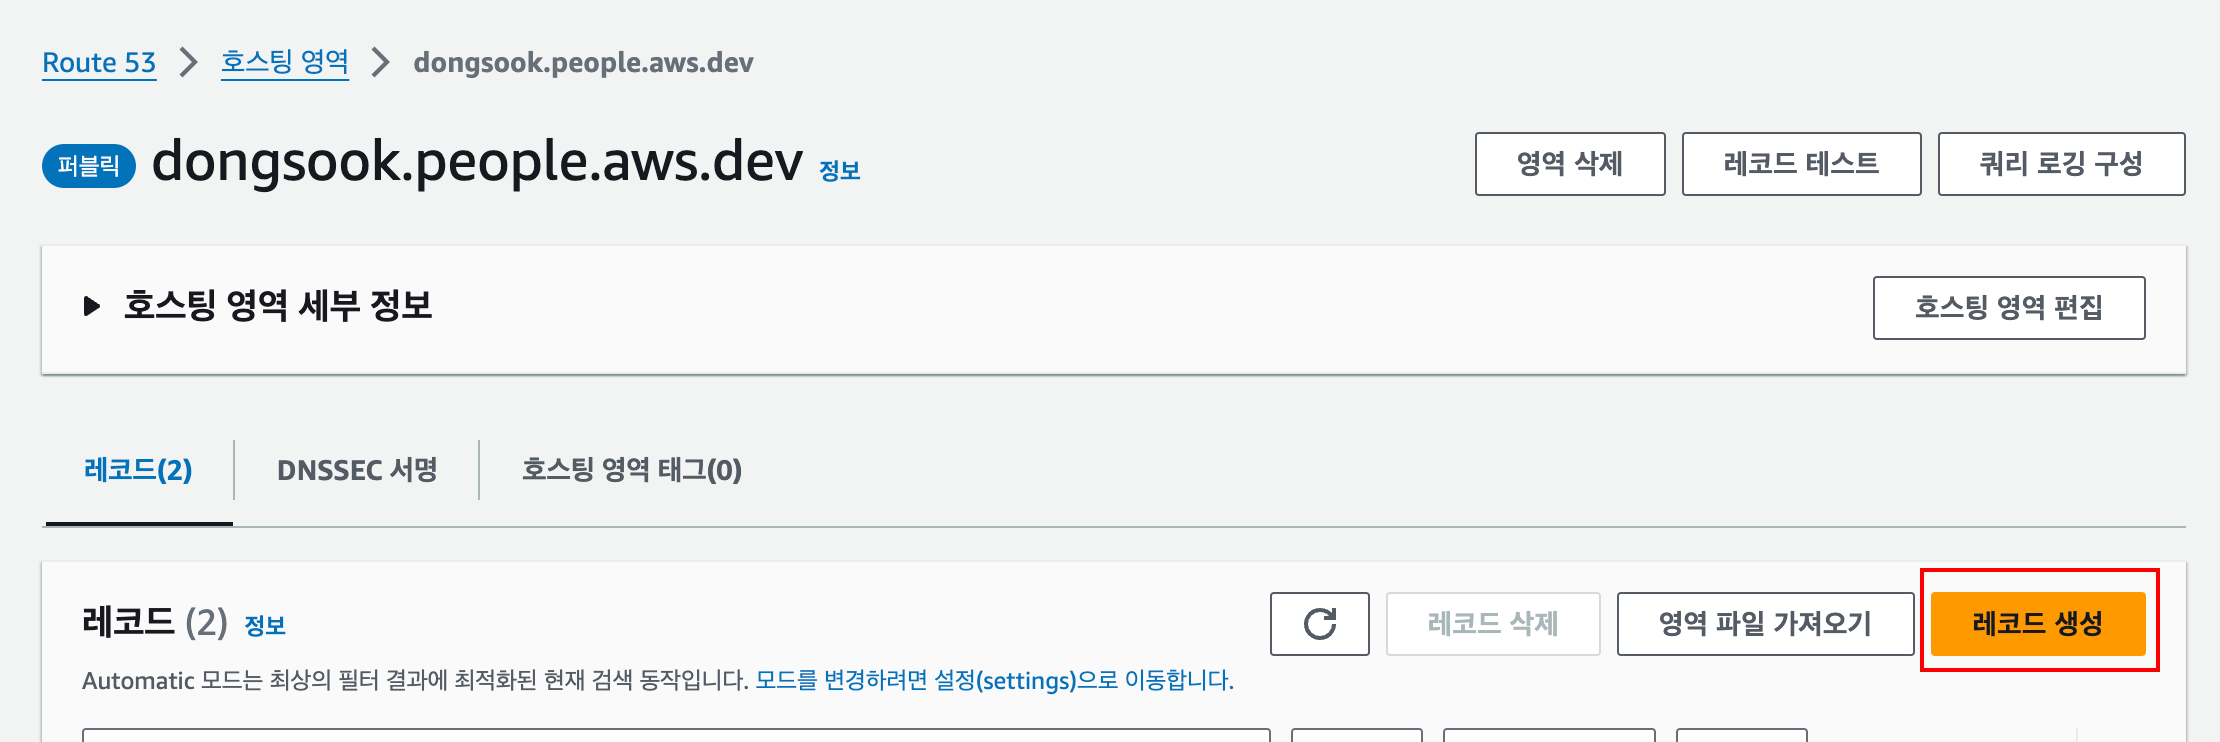 Route 53 호스팅 영역 dongsook.people.aws.dev
퍼블릭 dongsook.people.aws.dev 정보 영역 삭제 레코드 테스트 쿼리 로깅 구성
호스팅 영역 세부 정보 호스팅 영역 편집
레코드(2) DNSSEC 서명 호스팅 영역 태그(0)
레코드 (2) 정보 레코드 삭제 영역 파일 가져오기 레코드 생성
Automatic 모드는 최상의 필터 결과에 최적화된 현재 검색 동작입니다. 모드를 변경하려면 설정(settings)으로 이동합니다.